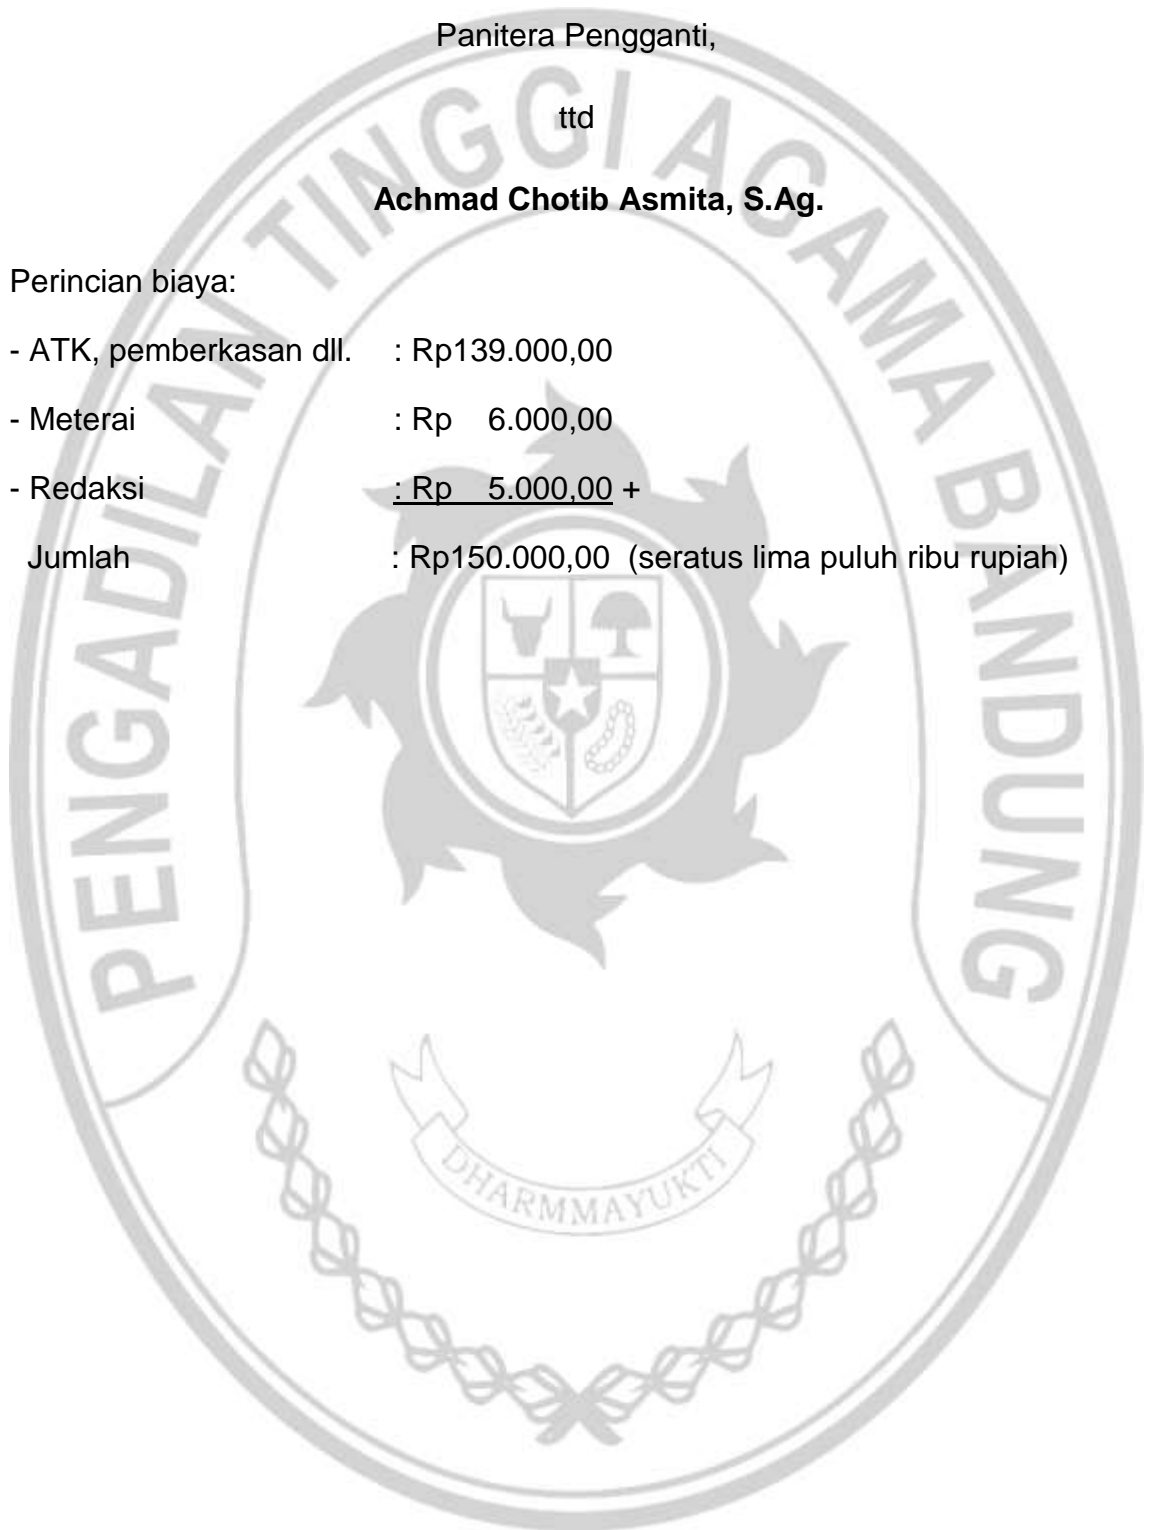 Panitera Pengganti,
ttd
Achmad Chotib Asmita, S.Ag.
Perincian biaya:
- ATK, pemberkasan dll. : Rp139.000,00
- Meterai : Rp 6.000,00
- Redaksi : Rp 5.000,00 +
Jumlah : Rp150.000,00 (seratus lima puluh ribu rupiah)
PENGADILAN TINGGI AGAMA BANDUNG
DHARMMAYUKTI